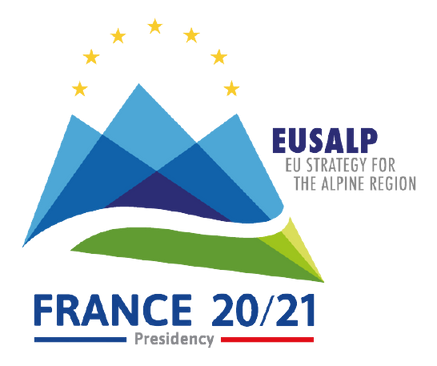 EUSALP
EU STRATEGY FOR
THE ALPINE REGION
FRANCE 20/21
Presidency